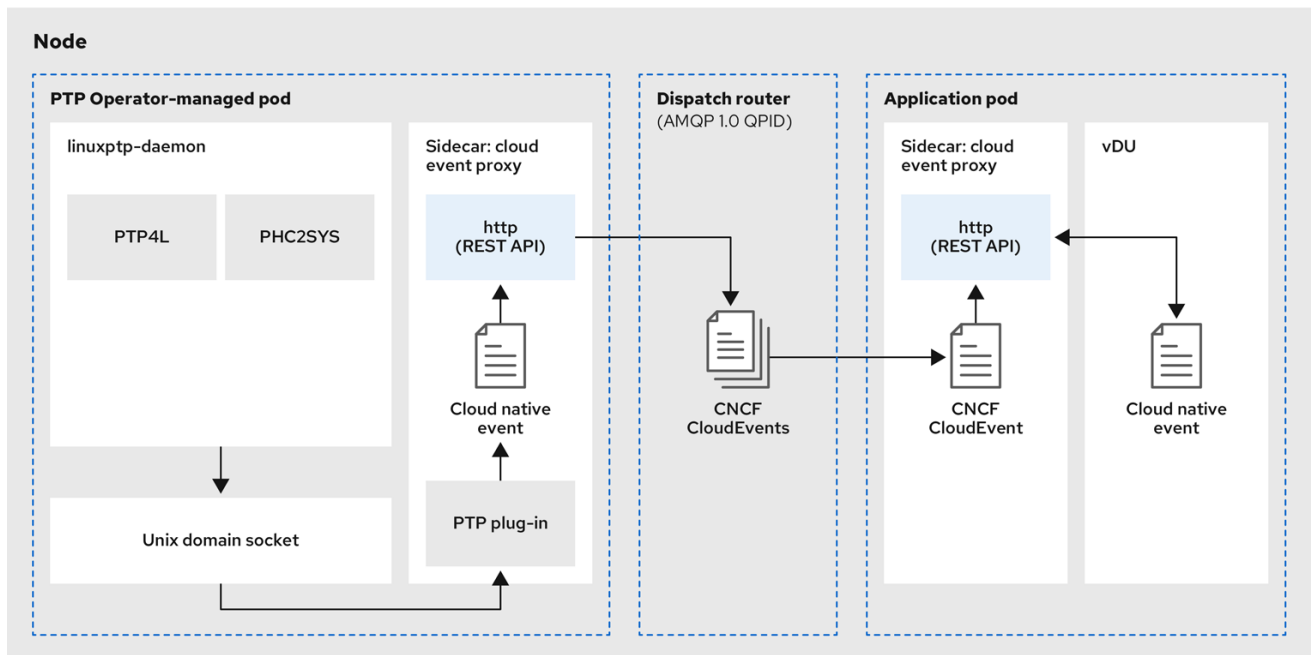 Node
PTP Operator-managed pod
linuxptp-daemon
PTP4L
PHC2SYS
Unix domain socket
Sidecar: cloud
event proxy
http
(REST API)
Cloud native
event
PTP plug-in
Dispatch router
(AMQP 1.0 QPID)
CNCF
CloudEvents
Application pod
Sidecar: cloud
event proxy
http
(REST API)
CNCF
CloudEvent
vDU
Cloud native
event